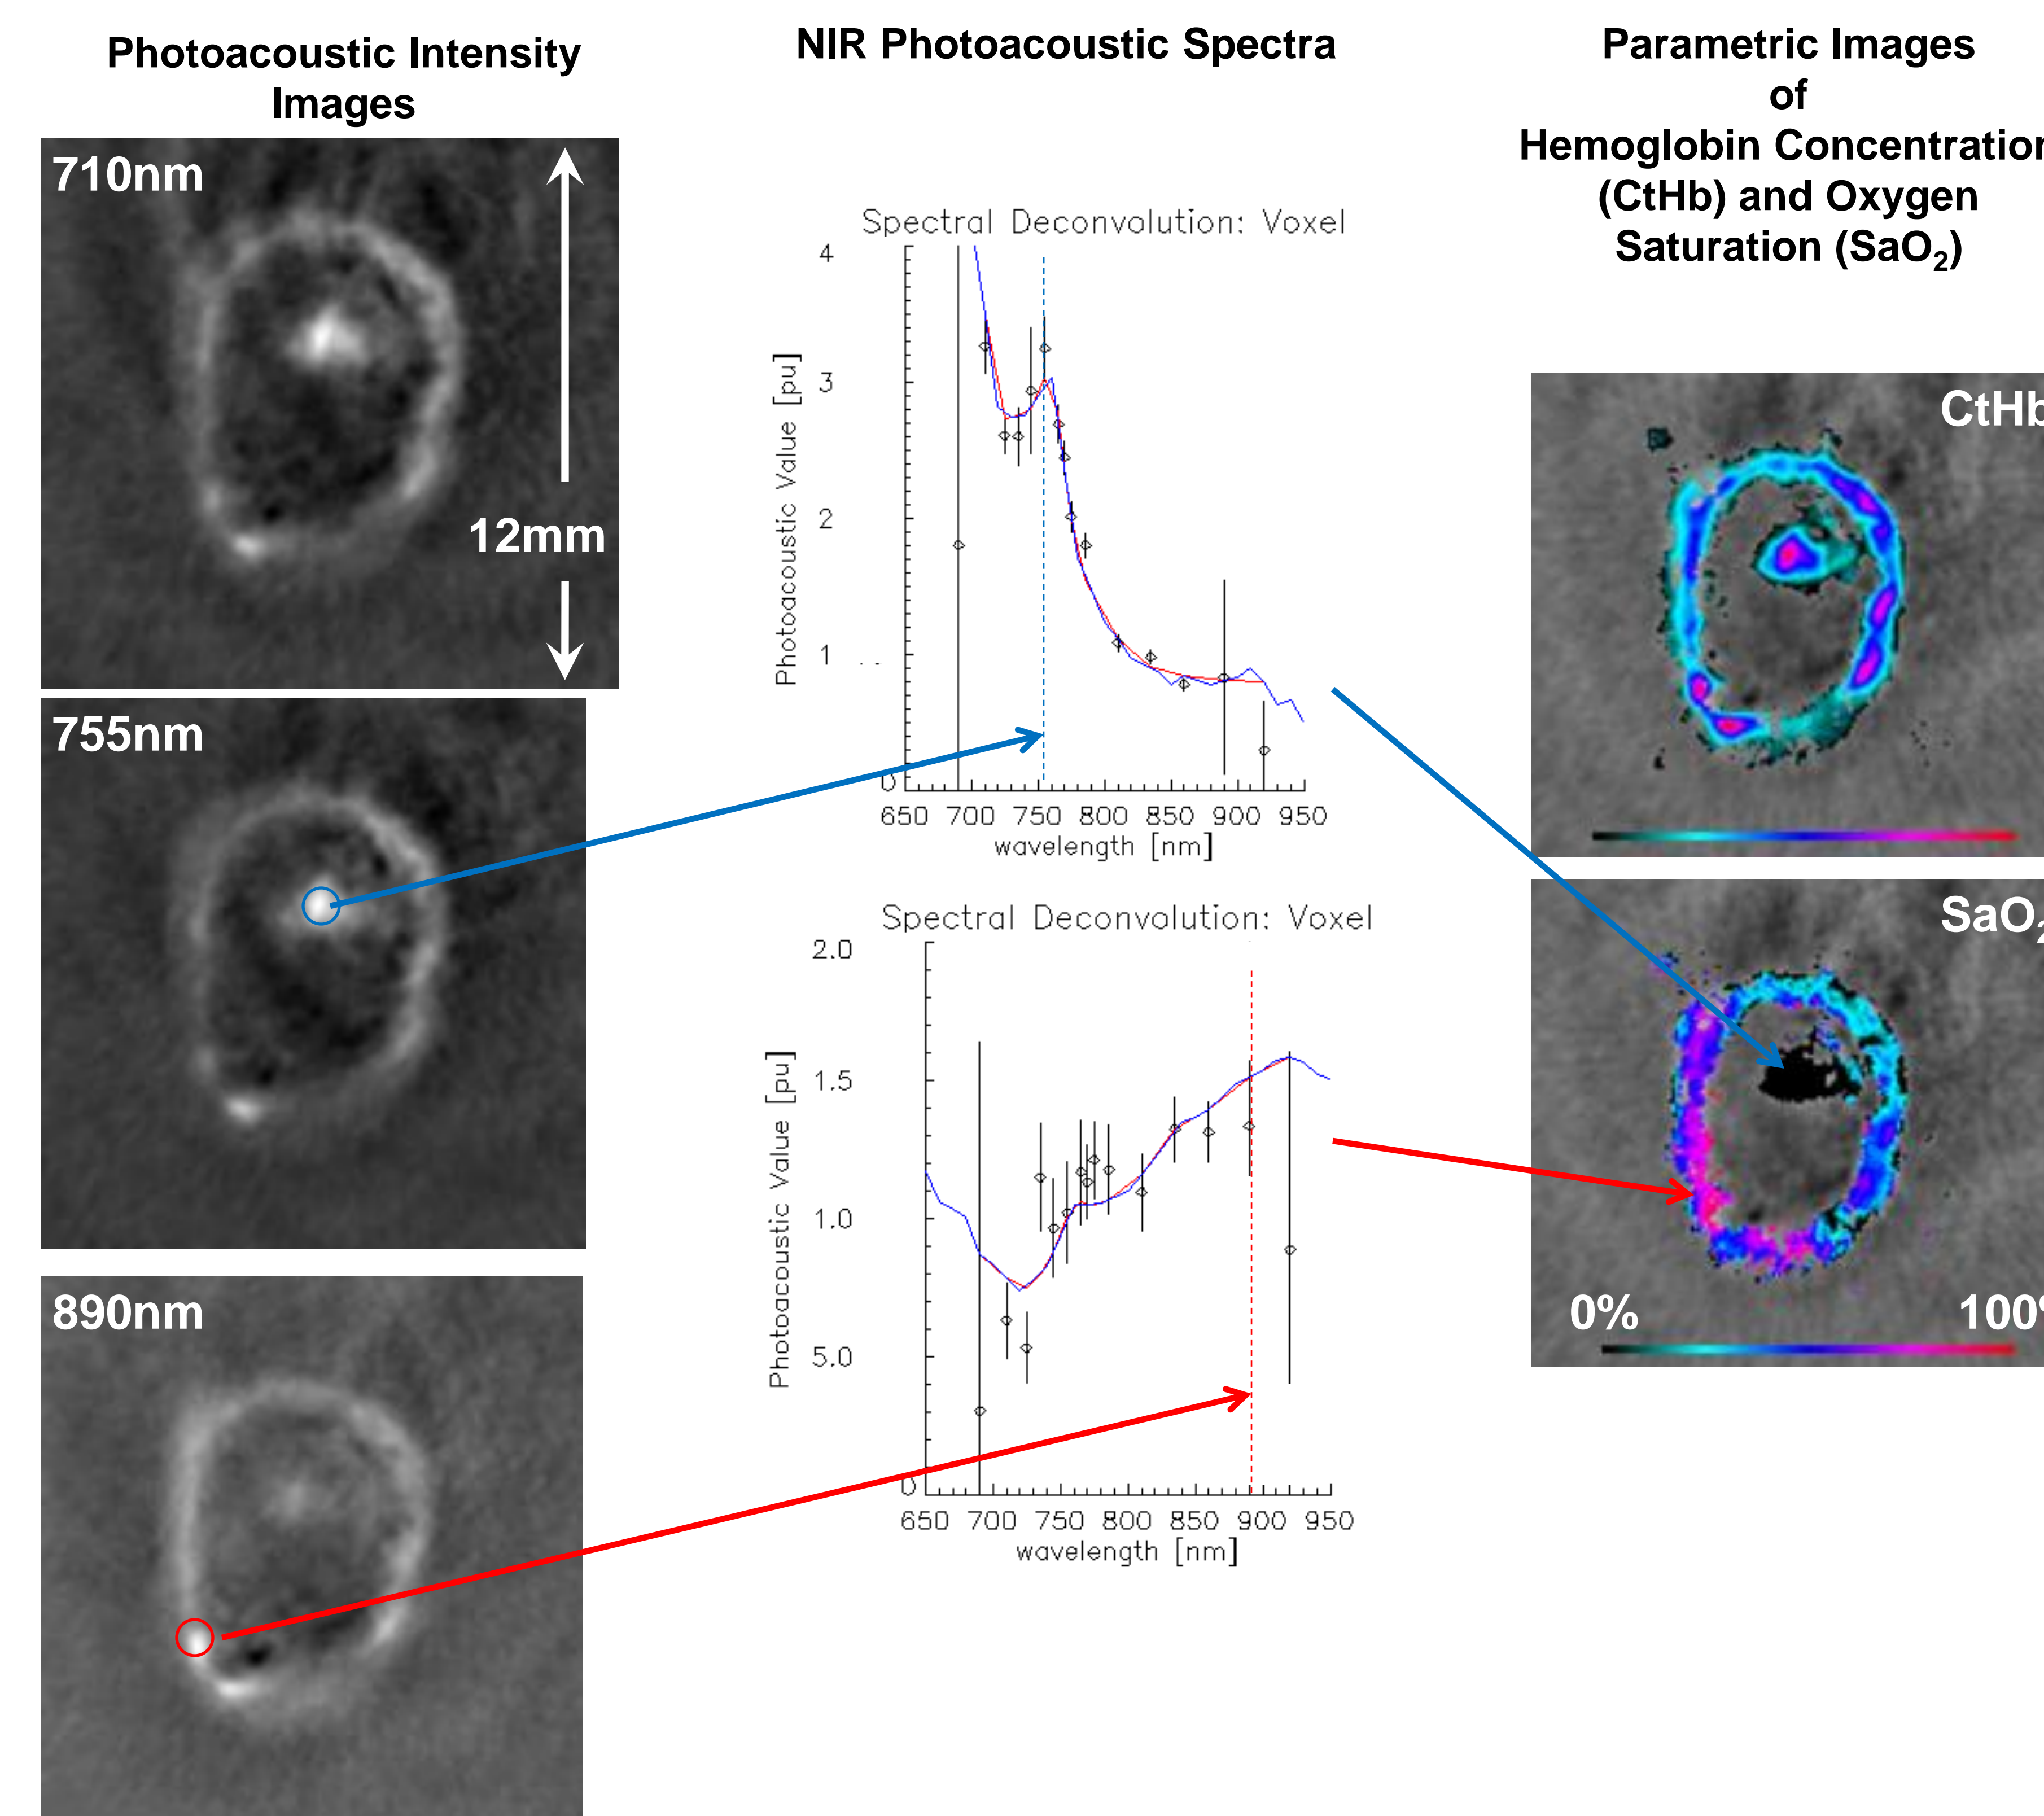 Photoacoustic Intensity
Images
710nm
12mm
755nm
890nm
NIR Photoacoustic Spectra
Spectral Deconvolution: Voxel
Photoacoustic Value [pu]
4
3
2
1
0
650 700 750 800 850 900 950
wavelength [nm]
Spectral Deconvolution: Voxel
Photoacoustic Value [pu]
2.0
1.5
1.0
5.0
0
650 700 750 800 850 900 950
wavelength [nm]
Parametric Images
of
Hemoglobin Concentration
(CtHb) and Oxygen
Saturation (SaO₂)
CtHb
SaO₂
0% 100%